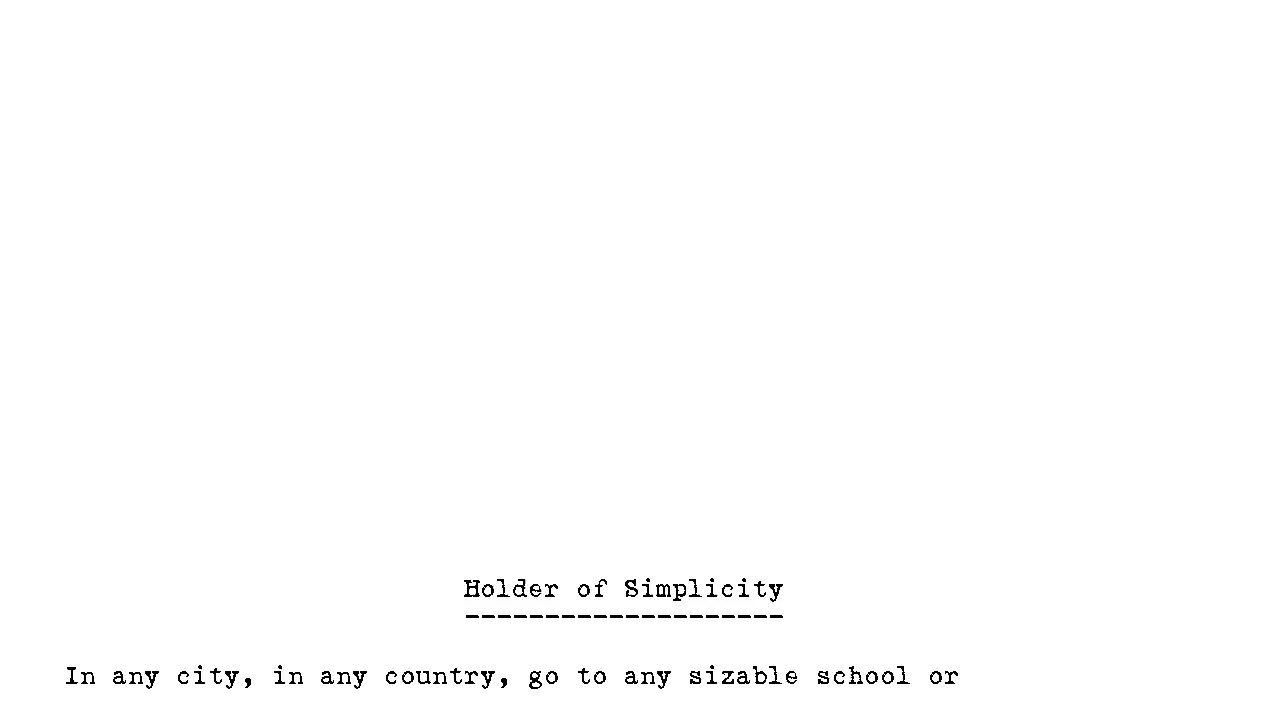 Holder of Simplicity
--------------------
In any city, in any country, go to any sizable school or